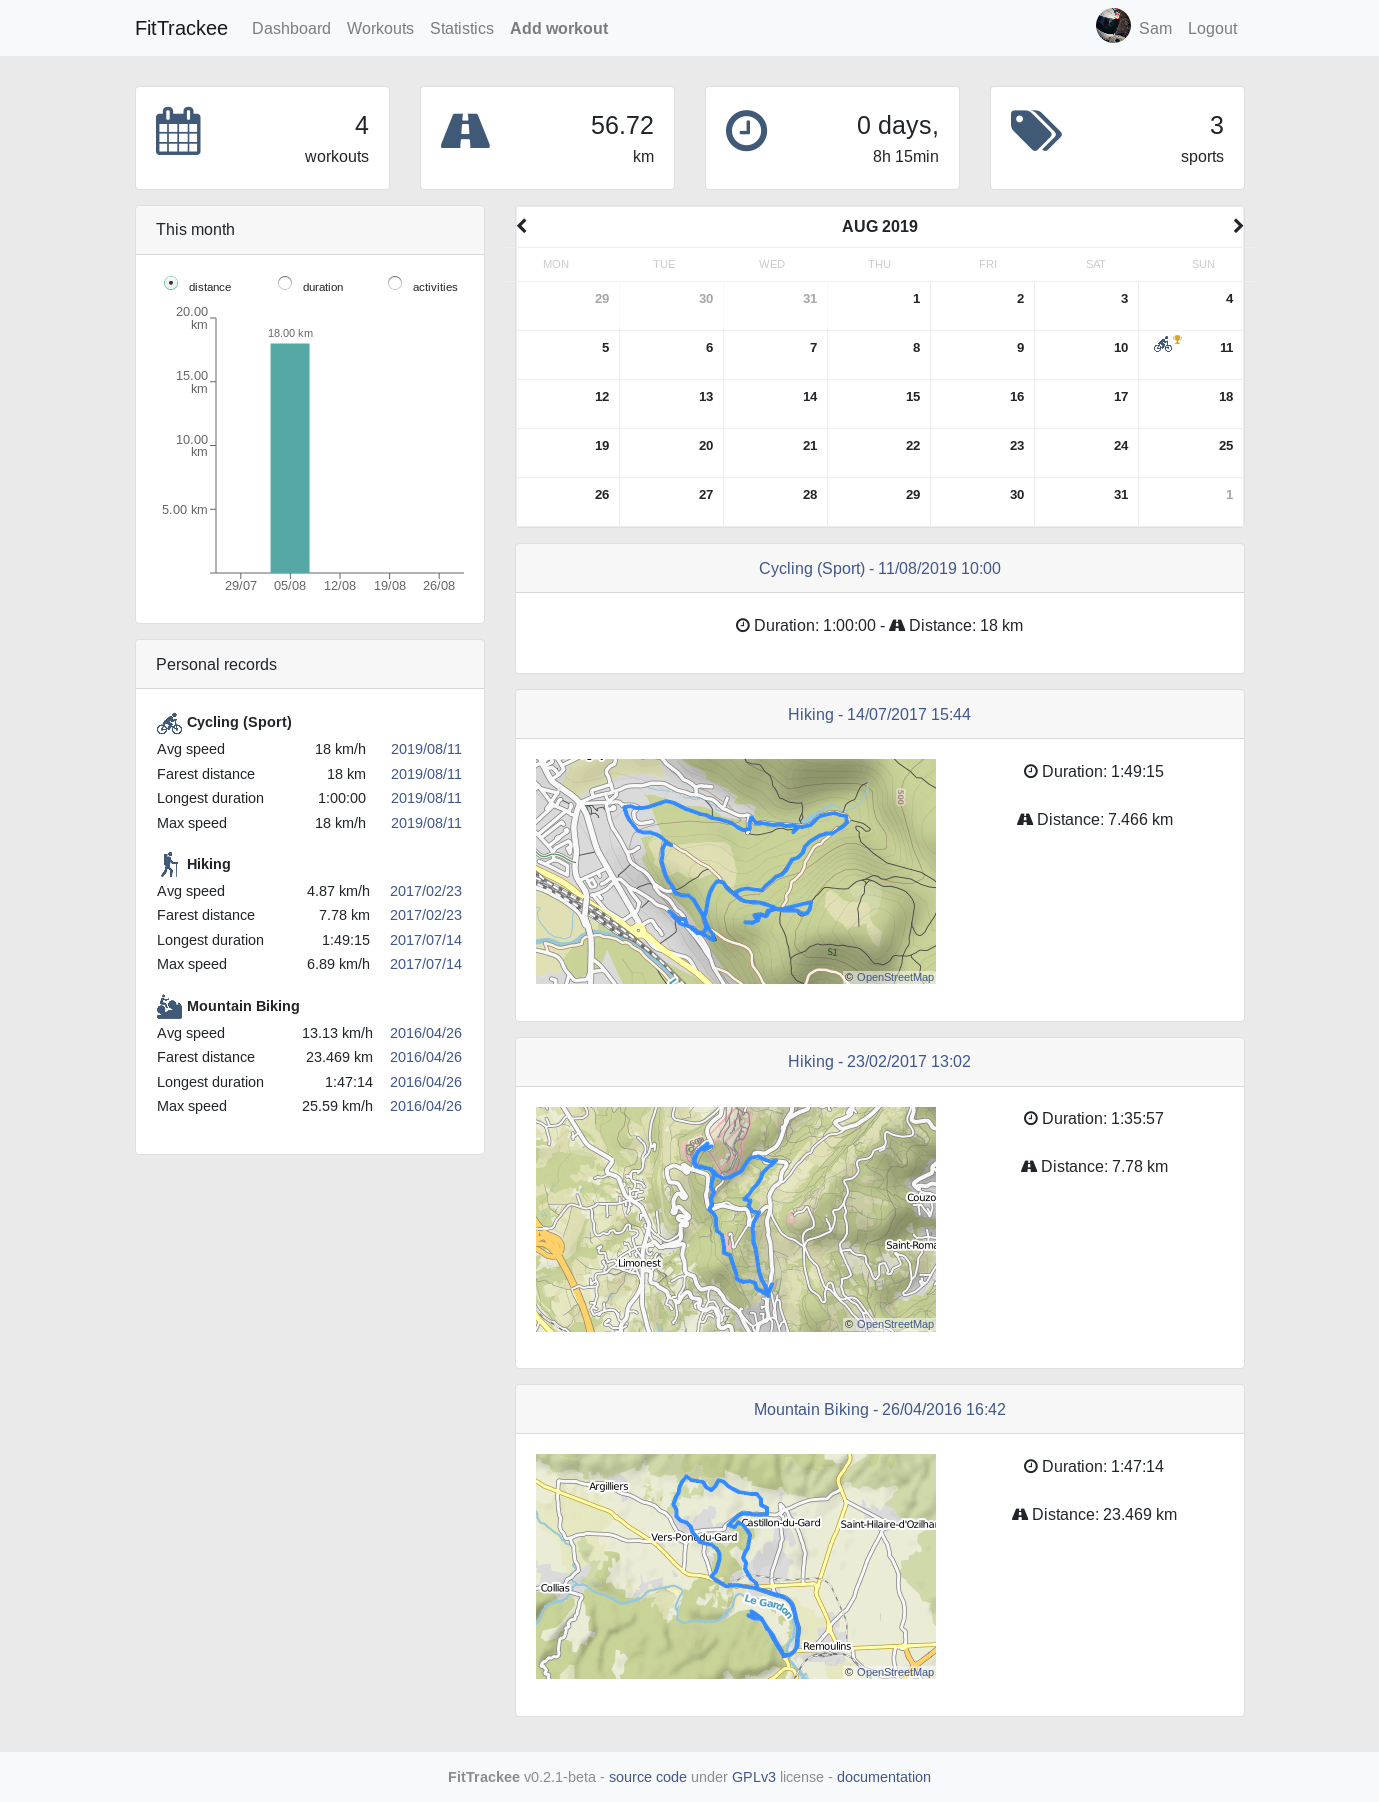 FitTrackee Dashboard Workouts Statistics Add workout Sam Logout
4
workouts
56.72
km
0 days,
8h 15min
3
sports
This month
distance duration activities
20.00
km
15.00
km
10.00
km
5.00 km
18.00 km
29/07 05/08 12/08 19/08 26/08
Personal records
Cycling (Sport)
Avg speed 18 km/h 2019/08/11
Farest distance 18 km 2019/08/11
Longest duration 1:00:00 2019/08/11
Max speed 18 km/h 2019/08/11
Hiking
Avg speed 4.87 km/h 2017/02/23
Farest distance 7.78 km 2017/02/23
Longest duration 1:49:15 2017/07/14
Max speed 6.89 km/h 2017/07/14
Mountain Biking
Avg speed 13.13 km/h 2016/04/26
Farest distance 23.469 km 2016/04/26
Longest duration 1:47:14 2016/04/26
Max speed 25.59 km/h 2016/04/26
AUG 2019
MON TUE WED THU FRI SAT SUN
29 30 31 1 2 3 4
5 6 7 8 9 10 11
12 13 14 15 16 17 18
19 20 21 22 23 24 25
26 27 28 29 30 31 1
Cycling (Sport) - 11/08/2019 10:00
Duration: 1:00:00 - Distance: 18 km
Hiking - 14/07/2017 15:44
500
S1
© OpenStreetMap
Duration: 1:49:15
Distance: 7.466 km
Hiking - 23/02/2017 13:02
600
Couzo
Saint-Roma
Limonest
© OpenStreetMap
Duration: 1:35:57
Distance: 7.78 km
Mountain Biking - 26/04/2016 16:42
Argilliers
Castillon-du-Gard
Saint-Hilaire-d'Ozilhan
Vers-Pont-du-Gard
Collias
Le Gardon
Remoulins
© OpenStreetMap
Duration: 1:47:14
Distance: 23.469 km
FitTrackee v0.2.1-beta - source code under GPLv3 license - documentation